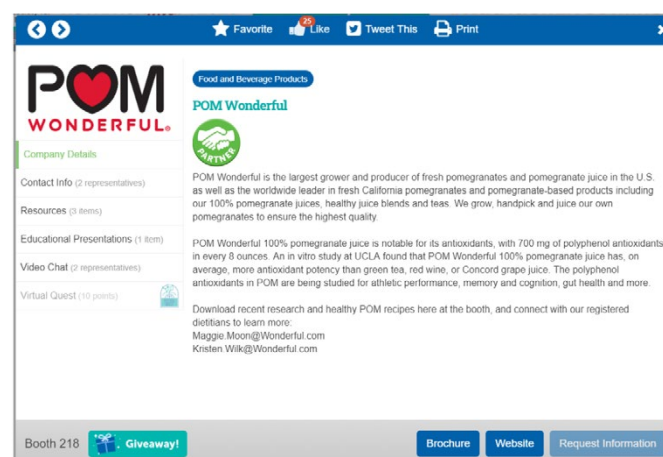 Favorite
25
Like
Tweet This
Print
POM
WONDERFUL®
Company Details
Contact Info (2 representatives)
Resources (3 items)
Educational Presentations (1 item)
Video Chat (2 representatives)
Virtual Quest (10 points)
Food and Beverage Products
POM Wonderful
PARTNER
POM Wonderful is the largest grower and producer of fresh pomegranates and pomegranate juice in the U.S.
as well as the worldwide leader in fresh California pomegranates and pomegranate-based products including
our 100% pomegranate juices, healthy juice blends and teas. We grow, handpick and juice our own
pomegranates to ensure the highest quality.
POM Wonderful 100% pomegranate juice is notable for its antioxidants, with 700 mg of polyphenol antioxidants
in every 8 ounces. An in vitro study at UCLA found that POM Wonderful 100% pomegranate juice has, on
average, more antioxidant potency than green tea, red wine, or Concord grape juice. The polyphenol
antioxidants in POM are being studied for athletic performance, memory and cognition, gut health and more.
Download recent research and healthy POM recipes here at the booth, and connect with our registered
dietitians to learn more:
Maggie.Moon@Wonderful.com
Kristen.Wilk@Wonderful.com
Booth 218
Giveaway!
Brochure
Website
Request Information